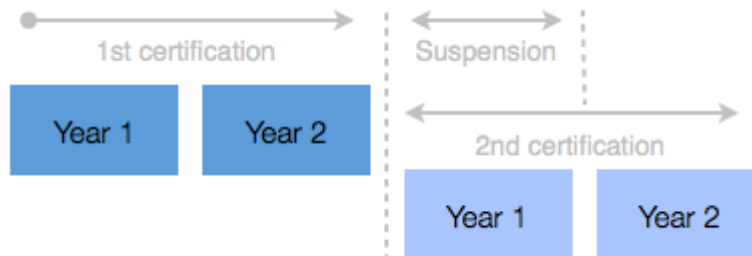 1st certification
Suspension
Year 1
Year 2
2nd certification
Year 1
Year 2